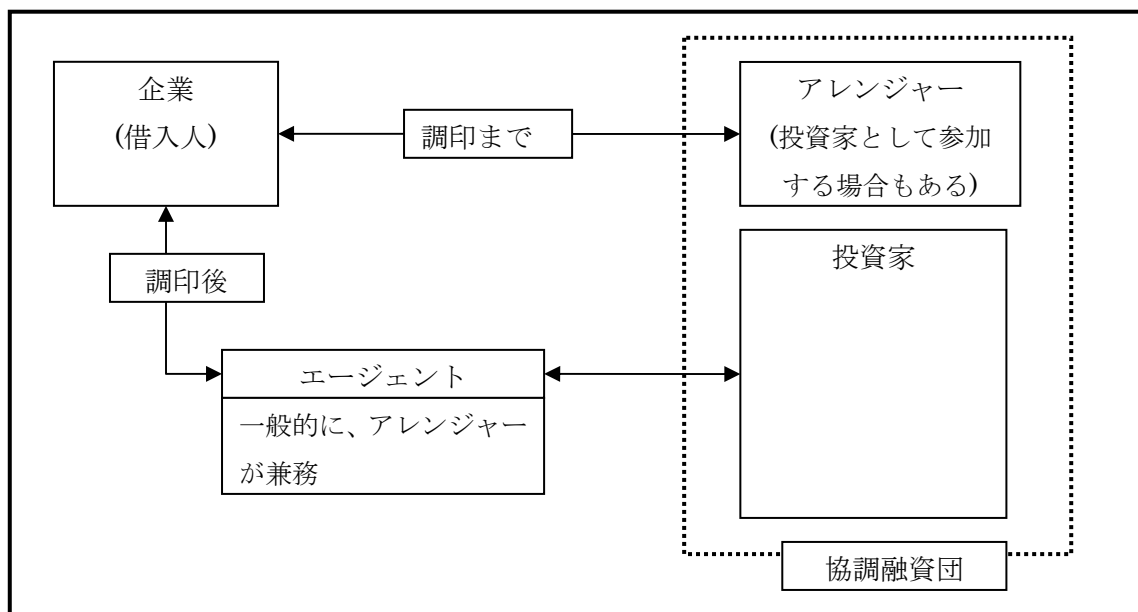 企業
(借入人)
調印まで
アレンジャー
(投資家として参加
する場合もある)
投資家
調印後
エージェント
一般的に、アレンジャー
が兼務
協調融資団